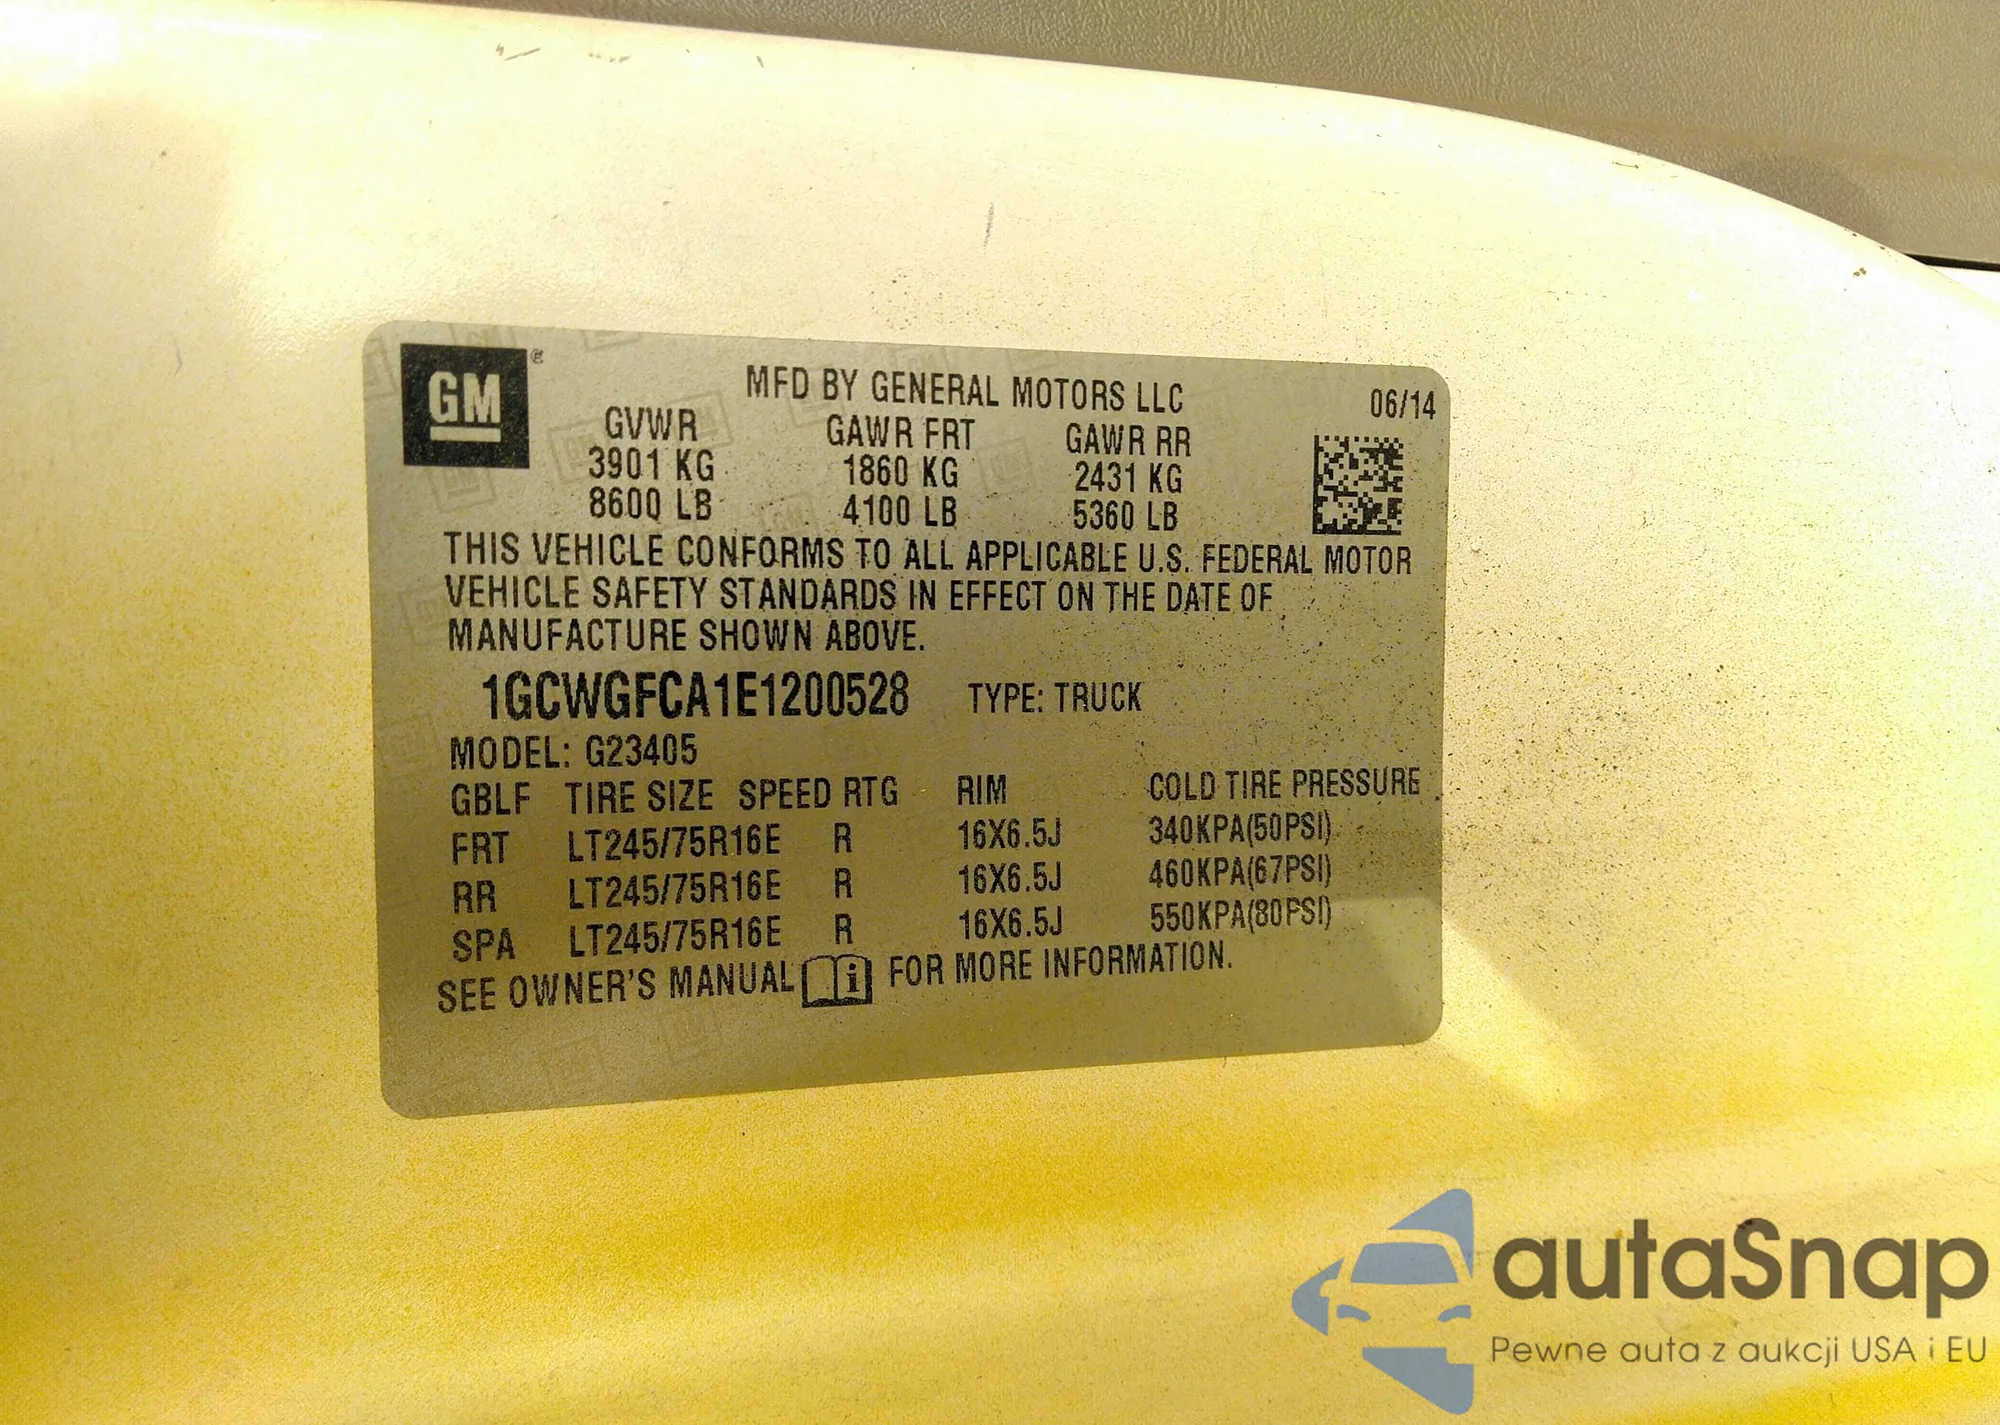 GM®
MFD BY GENERAL MOTORS LLC 06/14
GVWR GAWR FRT GAWR RR
3901 KG 1860 KG 2431 KG
8600 LB 4100 LB 5360 LB
THIS VEHICLE CONFORMS TO ALL APPLICABLE U.S. FEDERAL MOTOR
VEHICLE SAFETY STANDARDS IN EFFECT ON THE DATE OF
MANUFACTURE SHOWN ABOVE.
1GCWGFCA1E1200528 TYPE: TRUCK
MODEL: G23405
GBLF TIRE SIZE SPEED RTG RIM COLD TIRE PRESSURE
FRT LT245/75R16E R 16X6.5J 340KPA(50PSI)
RR LT245/75R16E R 16X6.5J 460KPA(67PSI)
SPA LT245/75R16E R 16X6.5J 550KPA(80PSI)
SEE OWNER'S MANUAL i FOR MORE INFORMATION.
autaSnap
Pewne auta z aukcji USA i EU